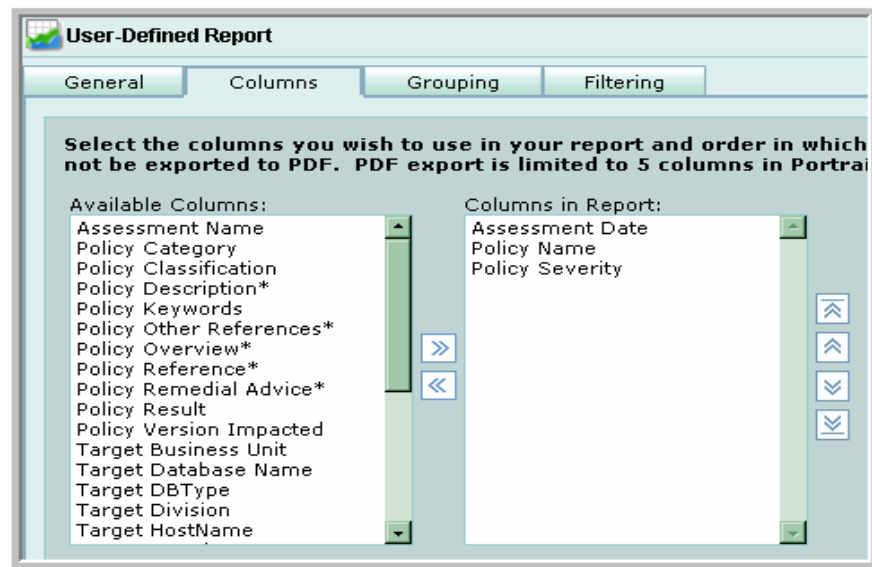 User-Defined Report
General Columns Grouping Filtering
Select the columns you wish to use in your report and order in which
not be exported to PDF. PDF export is limited to 5 columns in Portrai
Available Columns:
Assessment Name
Policy Category
Policy Classification
Policy Description*
Policy Keywords
Policy Other References*
Policy Overview*
Policy Reference*
Policy Remedial Advice*
Policy Result
Policy Version Impacted
Target Business Unit
Target Database Name
Target DBType
Target Division
Target HostName
Columns in Report:
Assessment Date
Policy Name
Policy Severity